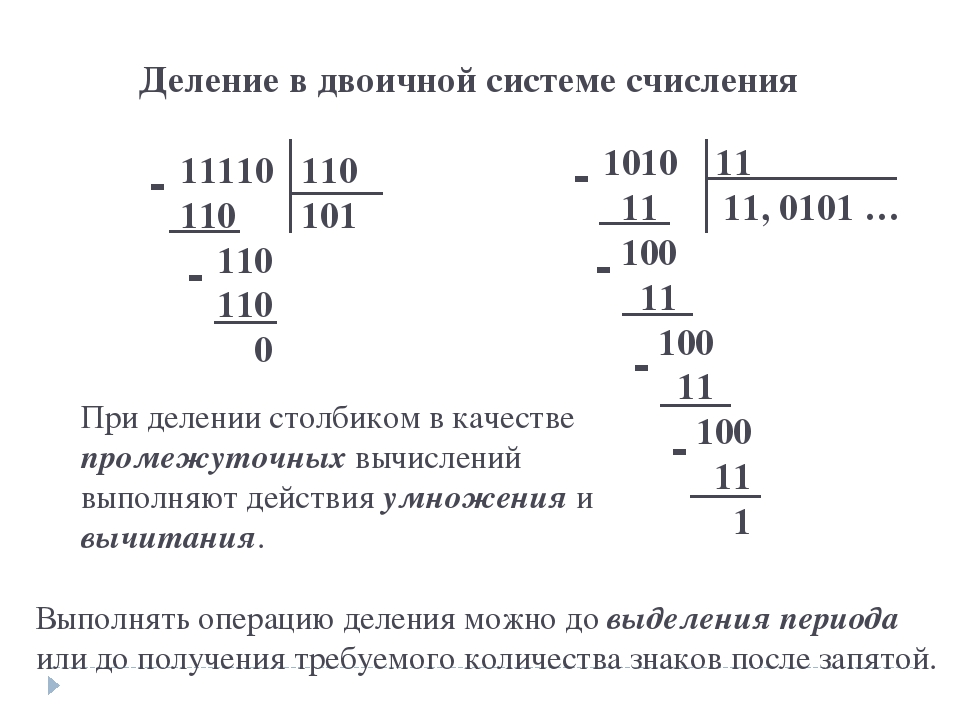 Деление в двоичной системе счисления
- 11110 110
110 101
- 110
110
0
- 1010 11
11 11, 0101 …
- 100
11
- 100
11
- 100
11
1
При делении столбиком в качестве
промежуточных вычислений
выполняют действия умножения и
вычитания.
Выполнять операцию деления можно до выделения периода
или до получения требуемого количества знаков после запятой.